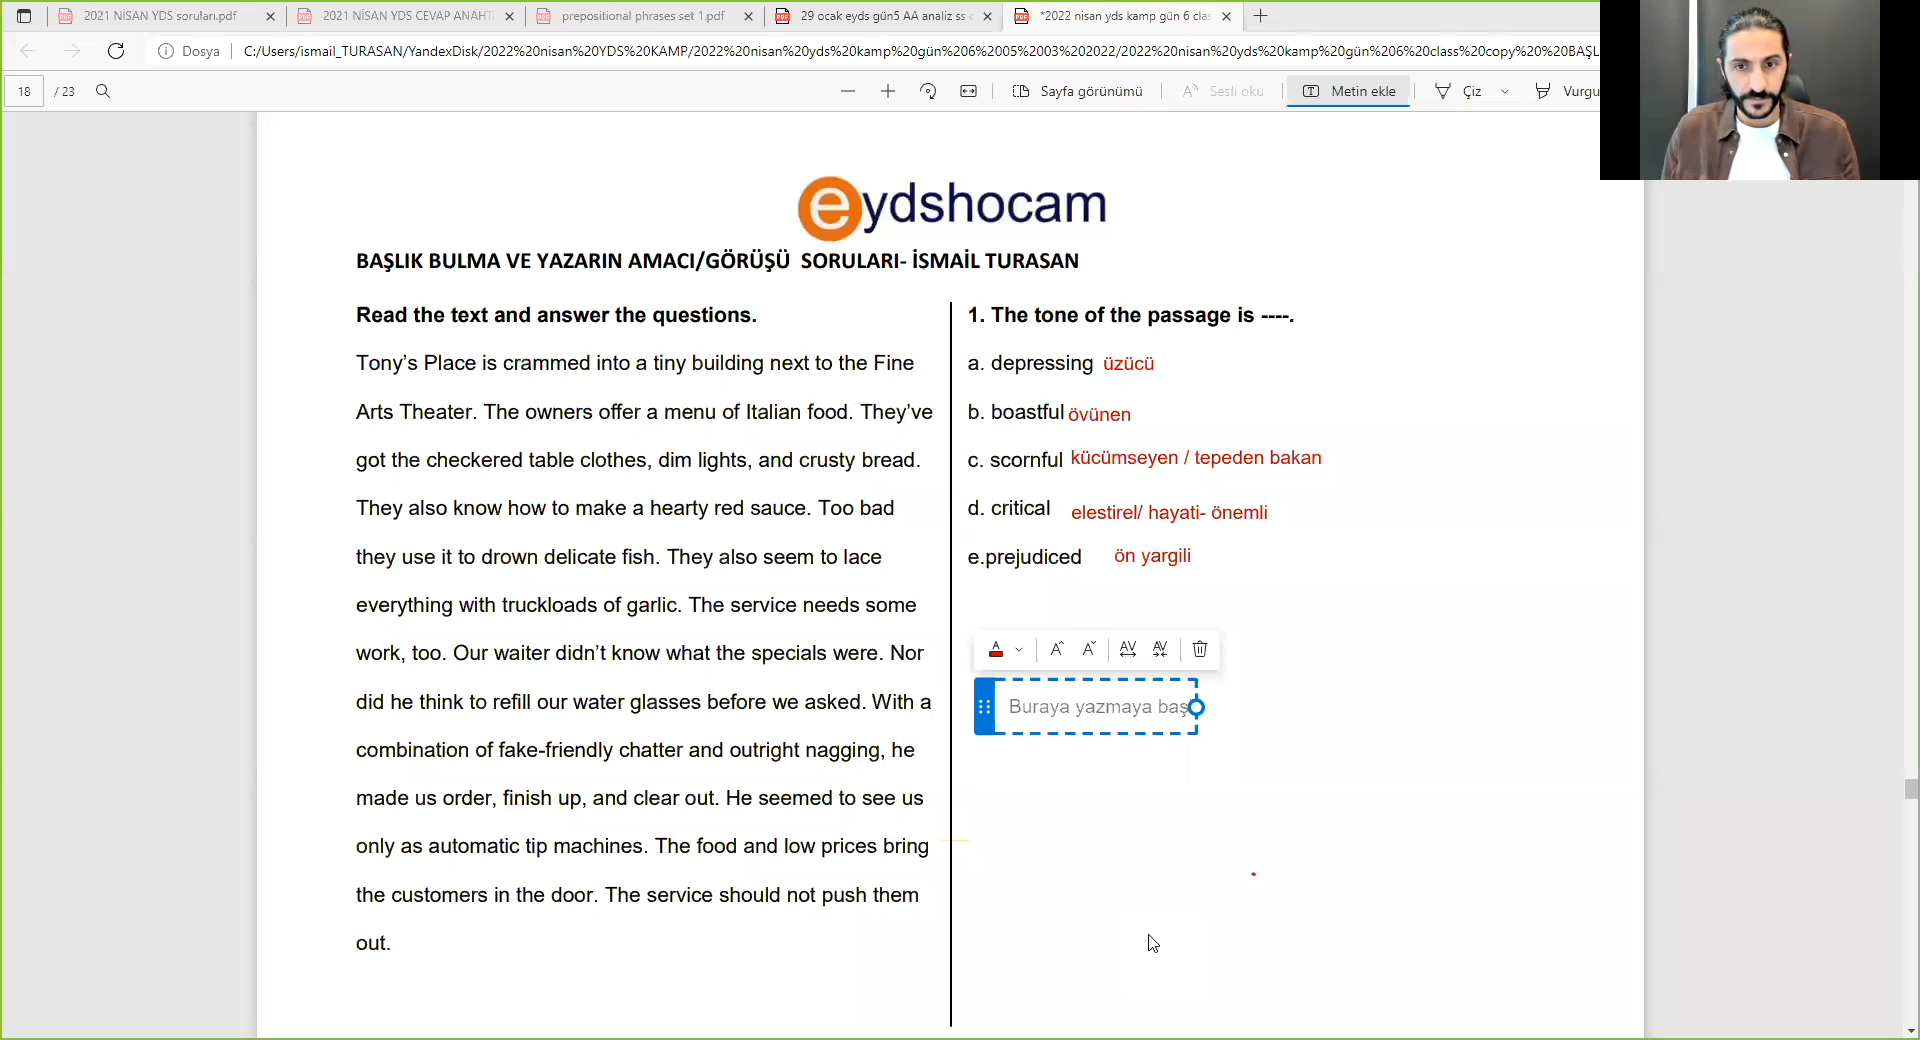 2021 NİSAN YDS soruları.pdf
2021 NİSAN YDS CEVAP ANAHT
prepositional phrases set 1.pdf
29 ocak eyds gün5 AA analiz ss c
*2022 nisan yds kamp gün 6 clas
Dosya
C:/Users/ismail_TURASAN/YandexDisk/2022%20nisan%20YDS%20KAMP/2022%20nisan%20yds%20kamp%20gün%206%2005%2003%202022/2022%20nisan%20yds%20kamp%20gün%206%20class%20copy%20%20BAŞL
18 / 23
Sayfa görünümü
Sesli oku
Metin ekle
Çiz
Vurgu
eydshocam
BAŞLIK BULMA VE YAZARIN AMACI/GÖRÜŞÜ SORULARI- İSMAİL TURASAN
Read the text and answer the questions.
Tony’s Place is crammed into a tiny building next to the Fine
Arts Theater. The owners offer a menu of Italian food. They’ve
got the checkered table clothes, dim lights, and crusty bread.
They also know how to make a hearty red sauce. Too bad
they use it to drown delicate fish. They also seem to lace
everything with truckloads of garlic. The service needs some
work, too. Our waiter didn’t know what the specials were. Nor
did he think to refill our water glasses before we asked. With a
combination of fake-friendly chatter and outright nagging, he
made us order, finish up, and clear out. He seemed to see us
only as automatic tip machines. The food and low prices bring
the customers in the door. The service should not push them
out.
1. The tone of the passage is ----.
a. depressing üzücü
b. boastful övünen
c. scornful kücümseyen / tepeden bakan
d. critical elestirel/ hayati- önemli
e.prejudiced ön yargili
Buraya yazmaya baş